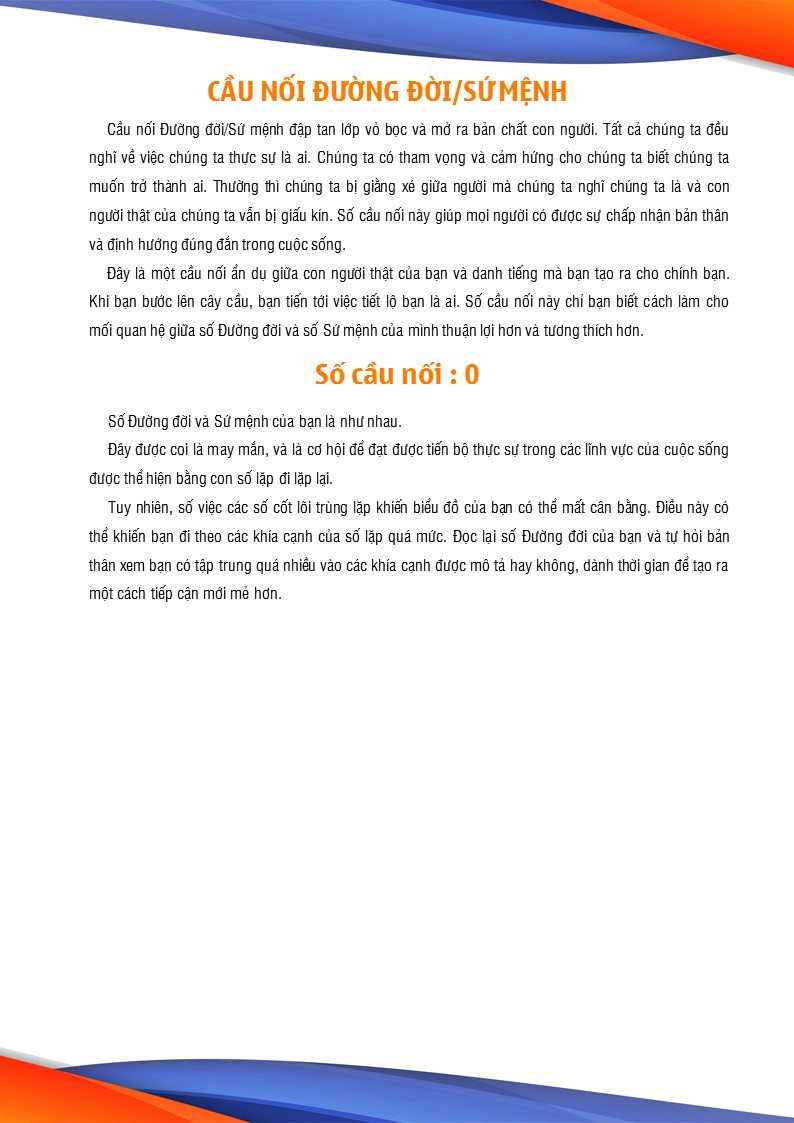 CẦU NỐI ĐƯỜNG ĐỜI/SỨ MỆNH
Cầu nối Đường đời/Sứ mệnh đập tan lớp vỏ bọc và mở ra bản chất con người. Tất cả chúng ta đều
nghĩ về việc chúng ta thực sự là ai. Chúng ta có tham vọng và cảm hứng cho chúng ta biết chúng ta
muốn trở thành ai. Thường thì chúng ta bị giằng xé giữa người mà chúng ta nghĩ chúng ta là và con
người thật của chúng ta vẫn bị giấu kín. Số cầu nối này giúp mọi người có được sự chấp nhận bản thân
và định hướng đúng đắn trong cuộc sống.
Đây là một cầu nối ẩn dụ giữa con người thật của bạn và danh tiếng mà bạn tạo ra cho chính bạn.
Khi bạn bước lên cây cầu, bạn tiến tới việc tiết lộ bạn là ai. Số cầu nối này chỉ bạn biết cách làm cho
mối quan hệ giữa số Đường đời và số Sứ mệnh của mình thuận lợi hơn và tương thích hơn.
Số cầu nối : 0
Số Đường đời và Sứ mệnh của bạn là như nhau.
Đây được coi là may mắn, và là cơ hội để đạt được tiến bộ thực sự trong các lĩnh vực của cuộc sống
được thể hiện bằng con số lặp đi lặp lại.
Tuy nhiên, số việc các số cốt lõi trùng lặp khiến biểu đồ của bạn có thể mất cân bằng. Điều này có
thể khiến bạn đi theo các khía cạnh của số lặp quá mức. Đọc lại số Đường đời của bạn và tự hỏi bản
thân xem bạn có tập trung quá nhiều vào các khía cạnh được mô tả hay không, dành thời gian để tạo ra
một cách tiếp cận mới mẻ hơn.